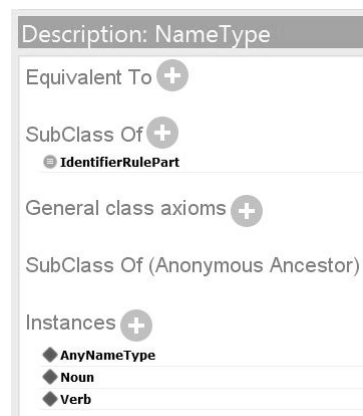 Description: NameType
Equivalent To
SubClass Of
IdentifierRulePart
General class axioms
SubClass Of (Anonymous Ancestor)
Instances
AnyNameType
Noun
Verb